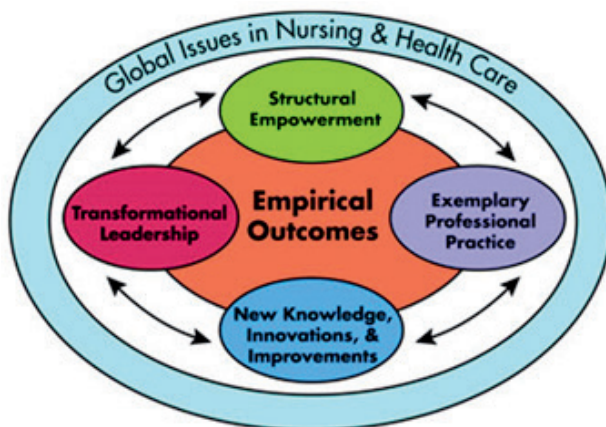 Global Issues in Nursing & Health Care
Structural
Empowerment
Transformational
Leadership
Empirical
Outcomes
Exemplary
Professional
Practice
New Knowledge,
Innovations, &
Improvements